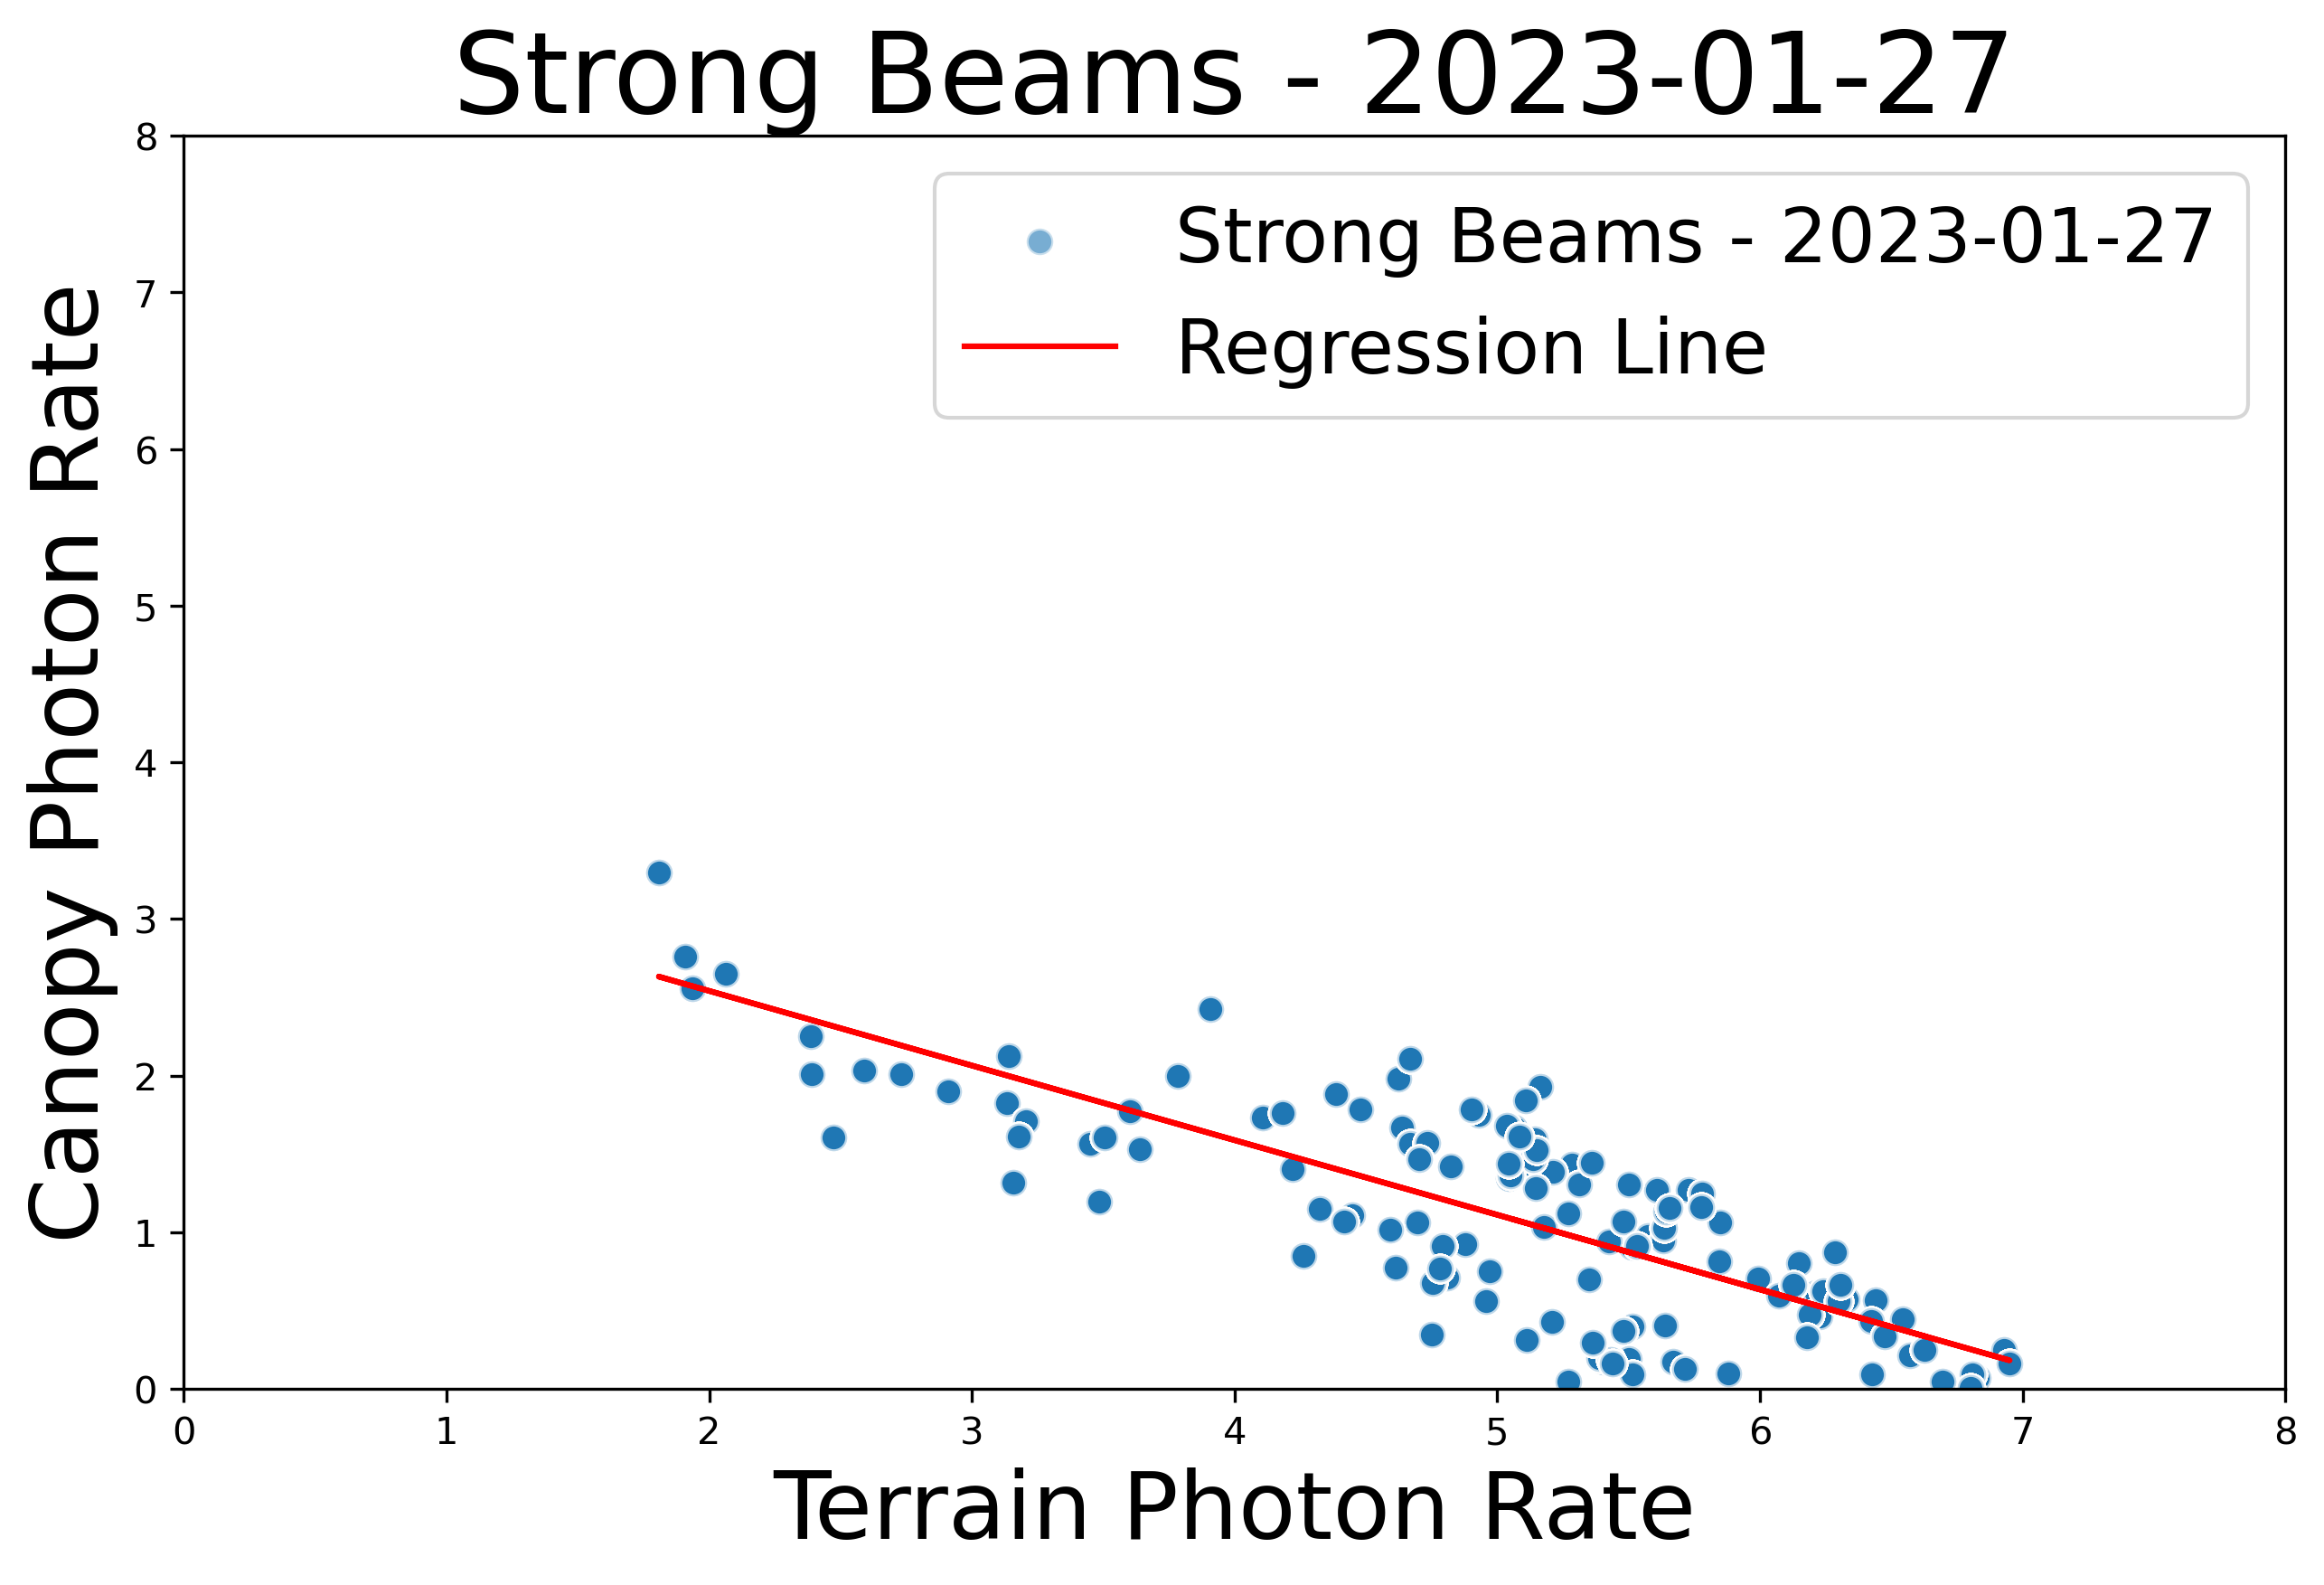 Strong Beams - 2023-01-27
Strong Beams - 2023-01-27
Regression Line
Canopy Photon Rate
8
7
6
5
4
3
2
1
0
0 1 2 3 4 5 6 7 8
Terrain Photon Rate